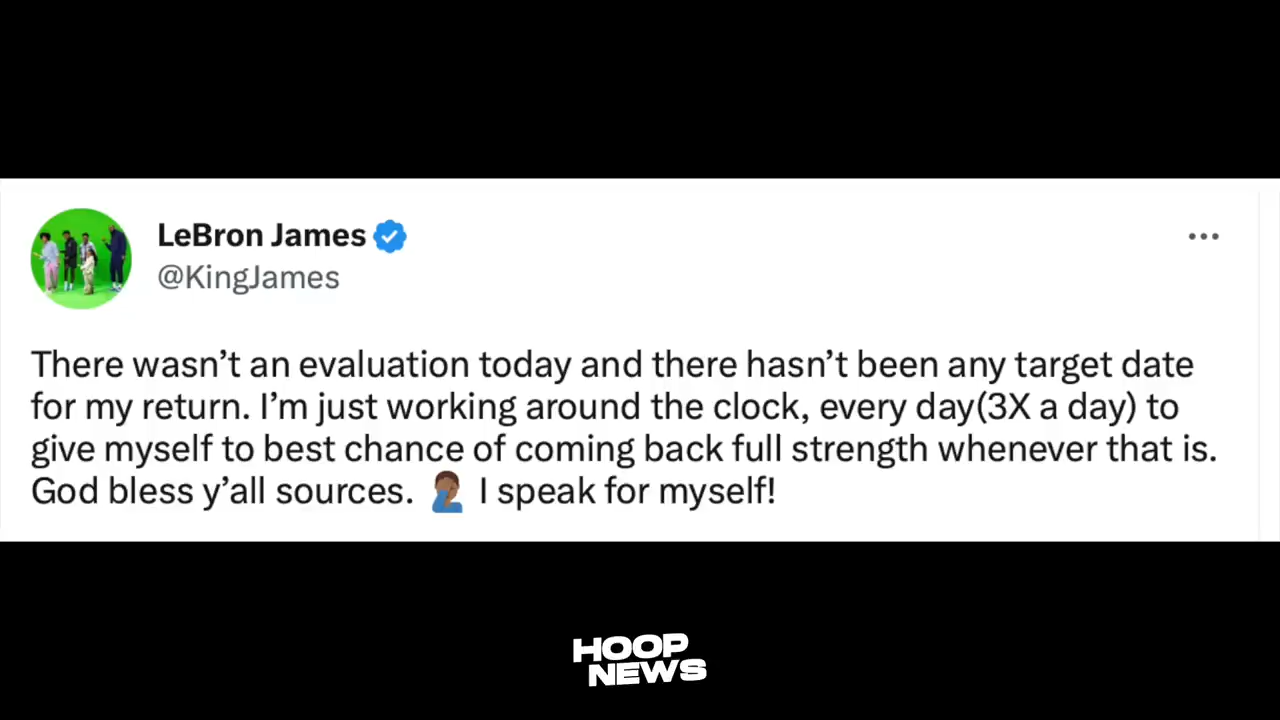 LeBron James
@KingJames
There wasn’t an evaluation today and there hasn’t been any target date
for my return. I’m just working around the clock, every day(3X a day) to
give myself to best chance of coming back full strength whenever that is.
God bless y’all sources. 🤦🏾‍♂️ I speak for myself!
HOOP
NEWS